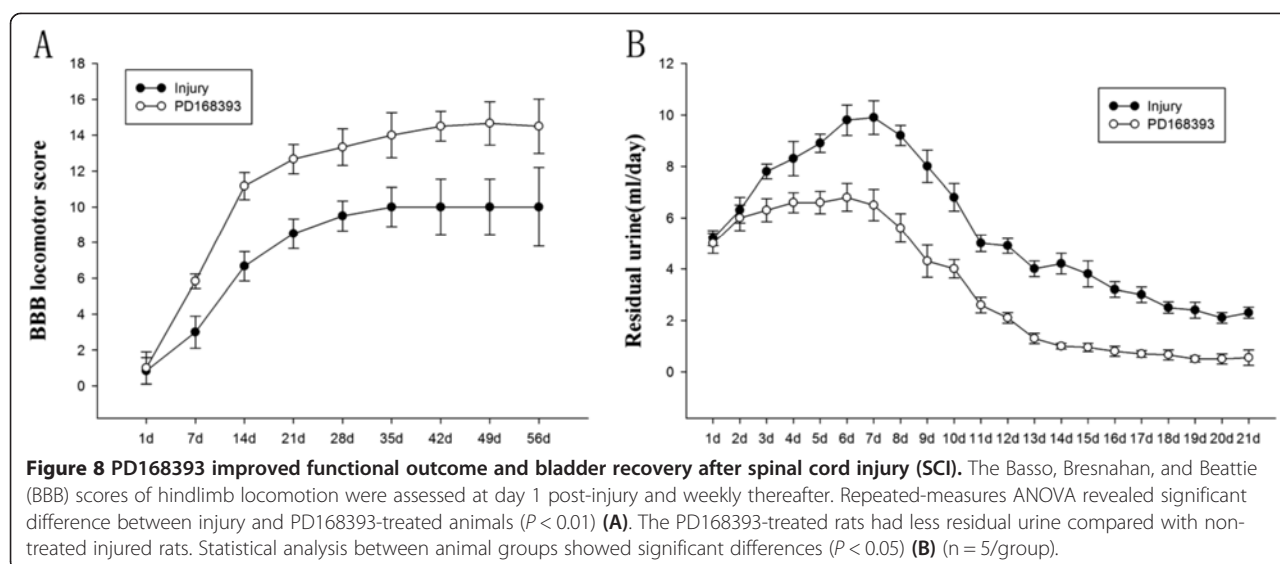 A
BBB locomotor score
18
16
14
12
10
8
6
4
2
0
Injury
PD168393
1d 7d 14d 21d 28d 35d 42d 49d 56d
B
Residual urine(ml/day)
12
10
8
6
4
2
0
Injury
PD168393
1d 2d 3d 4d 5d 6d 7d 8d 9d 10d 11d 12d 13d 14d 15d 16d 17d 18d 19d 20d 21d
Figure 8 PD168393 improved functional outcome and bladder recovery after spinal cord injury (SCI). The Basso, Bresnahan, and Beattie
(BBB) scores of hindlimb locomotion were assessed at day 1 post-injury and weekly thereafter. Repeated-measures ANOVA revealed significant
difference between injury and PD168393-treated animals (P < 0.01) (A). The PD168393-treated rats had less residual urine compared with non-
treated injured rats. Statistical analysis between animal groups showed significant differences (P < 0.05) (B) (n = 5/group).